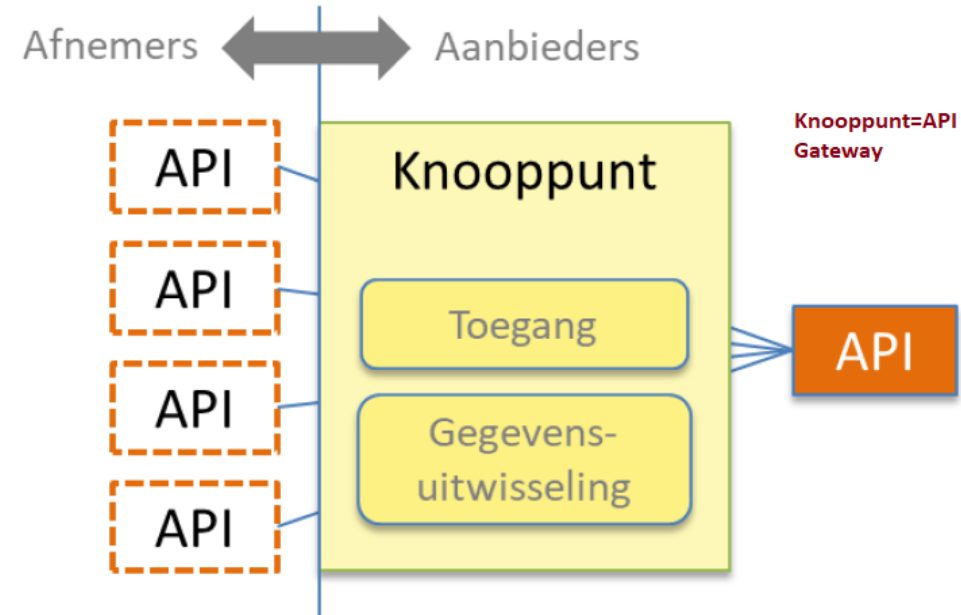 Afnemers
Aanbieders
Knooppunt=API
Gateway
API
Knooppunt
API
Toegang
API
API
Gegevens-
uitwisseling
API